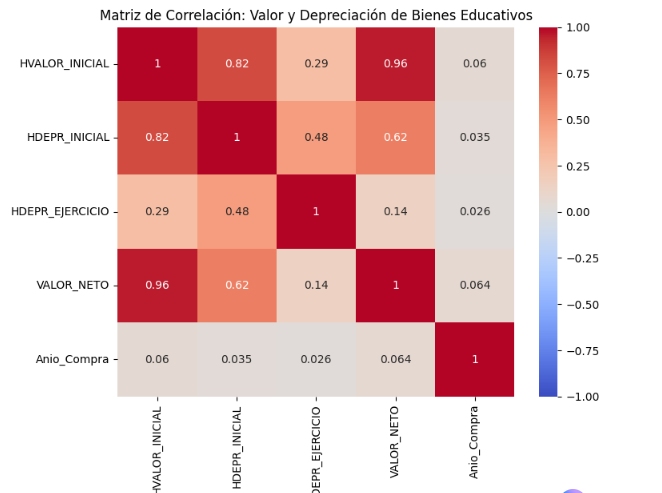 Matriz de Correlación: Valor y Depreciación de Bienes Educativos
HVALOR_INICIAL 1 0.82 0.29 0.96 0.06
HDEPR_INICIAL 0.82 1 0.48 0.62 0.035
HDEPR_EJERCICIO 0.29 0.48 1 0.14 0.026
VALOR_NETO 0.96 0.62 0.14 1 0.064
Anio_Compra 0.06 0.035 0.026 0.064 1
HVALOR_INICIAL
HDEPR_INICIAL
DEPR_EJERCICIO
VALOR_NETO
Anio_Compra
1.00
0.75
0.50
0.25
0.00
−0.25
−0.50
−0.75
−1.00